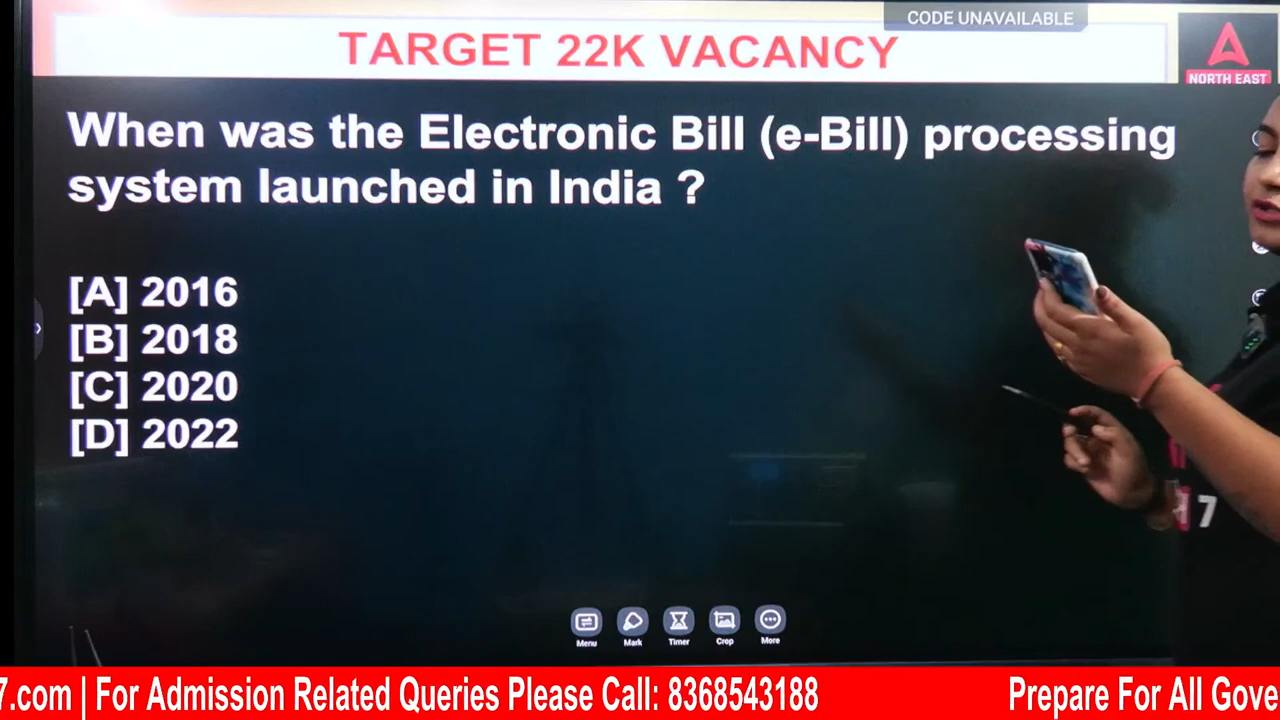 CODE UNAVAILABLE
TARGET 22K VACANCY
NORTH EAST
When was the Electronic Bill (e-Bill) processing
system launched in India ?
[A] 2016
[B] 2018
[C] 2020
[D] 2022
7
Menu
Mark
Timer
Crop
More
7.com | For Admission Related Queries Please Call: 8368543188
Prepare For All Gove